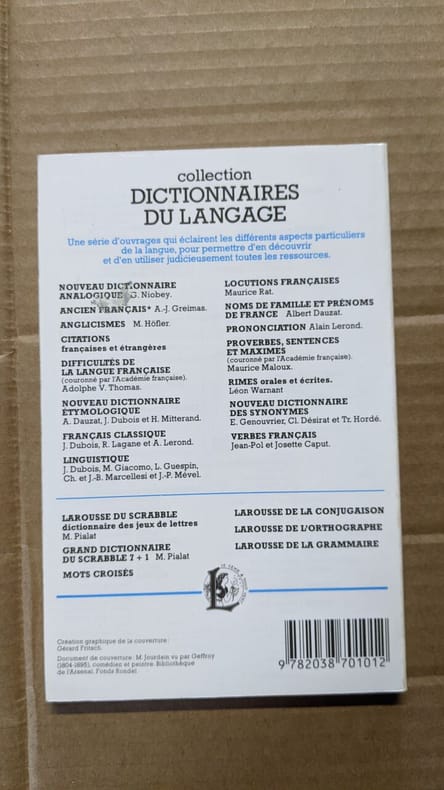 collection
DICTIONNAIRES
DU LANGAGE
Une série d'ouvrages qui éclairent les différents aspects particuliers
de la langue, pour permettre d'en découvrir
et d'en utiliser judicieusement toutes les ressources.
NOUVEAU DICTIONNAIRE
ANALOGIQUE G. Niobey.
ANCIEN FRANÇAIS* A.-J. Greimas.
ANGLICISMES M. Höfler.
CITATIONS
françaises et étrangères
DIFFICULTÉS DE
LA LANGUE FRANÇAISE
(couronné par l'Académie française).
Adolphe V. Thomas.
NOUVEAU DICTIONNAIRE
ÉTYMOLOGIQUE
A. Dauzat, J. Dubois et H. Mitterand.
FRANÇAIS CLASSIQUE
J. Dubois, R. Lagane et A. Lerond.
LINGUISTIQUE
J. Dubois, M. Giacomo, L. Guespin,
Ch. et J.-B. Marcellesi et J.-P. Mével.
LOCUTIONS FRANÇAISES
Maurice Rat.
NOMS DE FAMILLE ET PRÉNOMS
DE FRANCE Albert Dauzat.
PRONONCIATION Alain Lerond.
PROVERBES, SENTENCES
ET MAXIMES
(couronné par l'Académie française).
Maurice Maloux.
RIMES orales et écrites.
Léon Warnant
NOUVEAU DICTIONNAIRE
DES SYNONYMES
E. Genouvrier, Cl. Désirat et Tr. Hordé.
VERBES FRANÇAIS
Jean-Pol et Josette Caput.
LAROUSSE DU SCRABBLE
dictionnaire des jeux de lettres
M. Pialat
GRAND DICTIONNAIRE
DU SCRABBLE 7 + 1 M. Pialat
MOTS CROISÉS
LAROUSSE DE LA CONJUGAISON
LAROUSSE DE L'ORTHOGRAPHE
LAROUSSE DE LA GRAMMAIRE
Création graphique de la couverture :
Gérard Fritsch.
Document de couverture : M. Jourdain vu par Geffroy
(1804-1895), comédien et peintre. Bibliothèque
de l'Arsenal. Fonds Rondel.
9 782038 701012